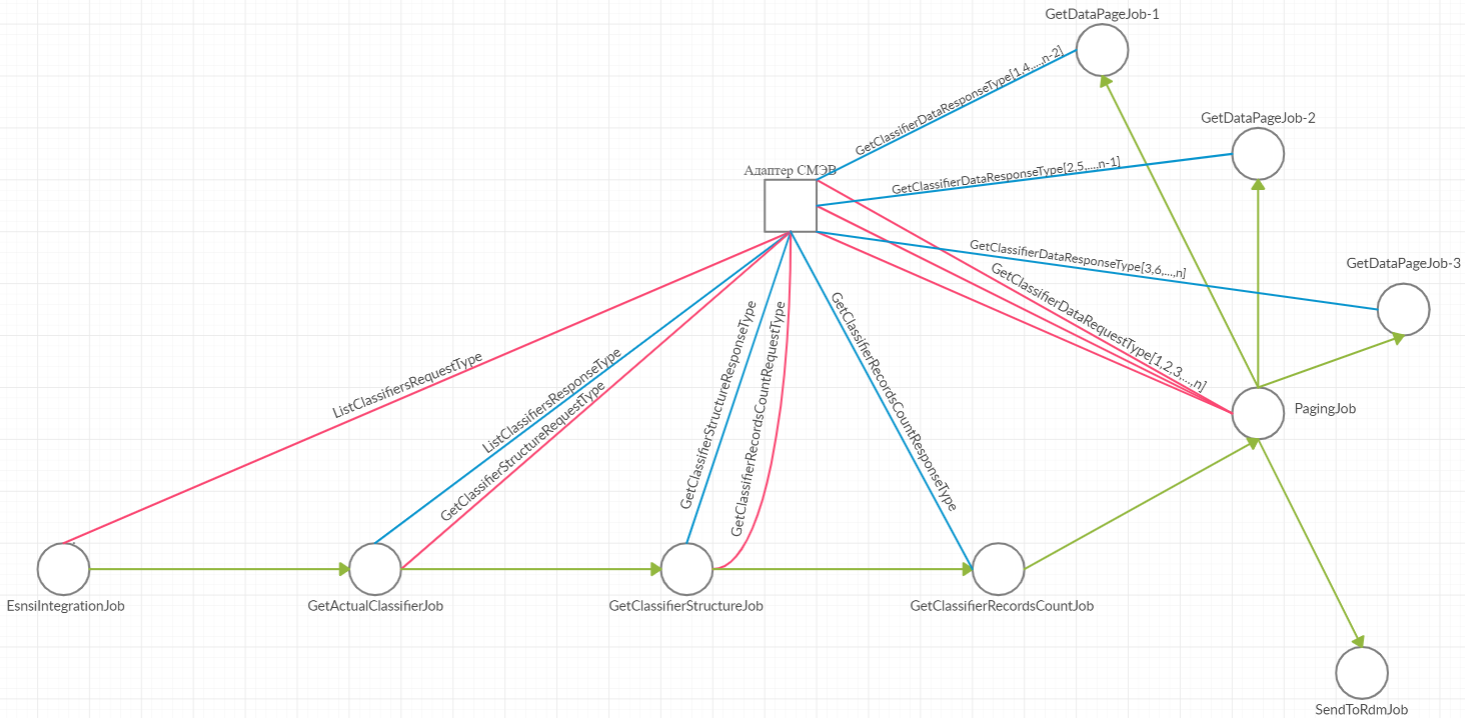 GetDataPageJob-1
GetClassifierDataResponseType[1,4,...,n-2]
GetDataPageJob-2
Адаптер СМЭВ
GetClassifierDataResponseType[2,5,...,n-1]
GetClassifierDataResponseType[3,6,...,n]
GetDataPageJob-3
GetClassifierDataRequestType[1,2,3,...,n]
ListClassifiersRequestType
ListClassifiersResponseType
GetClassifierStructureRequestType
GetClassifierStructureResponseType
GetClassifierRecordsCountRequestType
GetClassifierRecordsCountResponseType
PagingJob
EsnsiIntegrationJob
GetActualClassifierJob
GetClassifierStructureJob
GetClassifierRecordsCountJob
SendToRdmJob